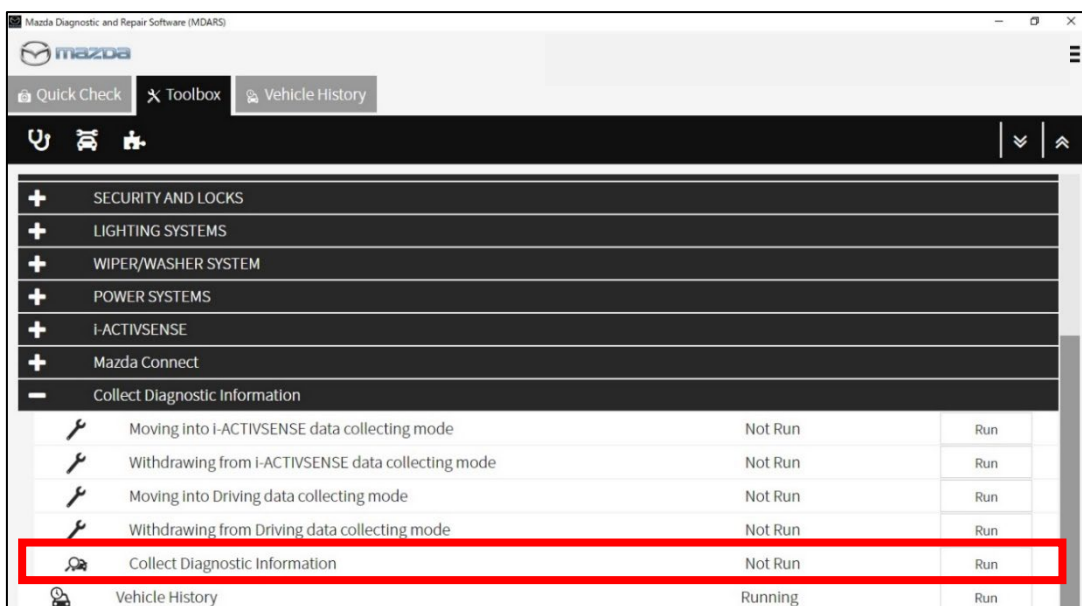 Mazda Diagnostic and Repair Software (MDARS)
mazda
Quick Check Toolbox Vehicle History
SECURITY AND LOCKS
LIGHTING SYSTEMS
WIPER/WASHER SYSTEM
POWER SYSTEMS
i-ACTIVSENSE
Mazda Connect
Collect Diagnostic Information
Moving into i-ACTIVSENSE data collecting mode Not Run Run
Withdrawing from i-ACTIVSENSE data collecting mode Not Run Run
Moving into Driving data collecting mode Not Run Run
Withdrawing from Driving data collecting mode Not Run Run
Collect Diagnostic Information Not Run Run
Vehicle History Running Run